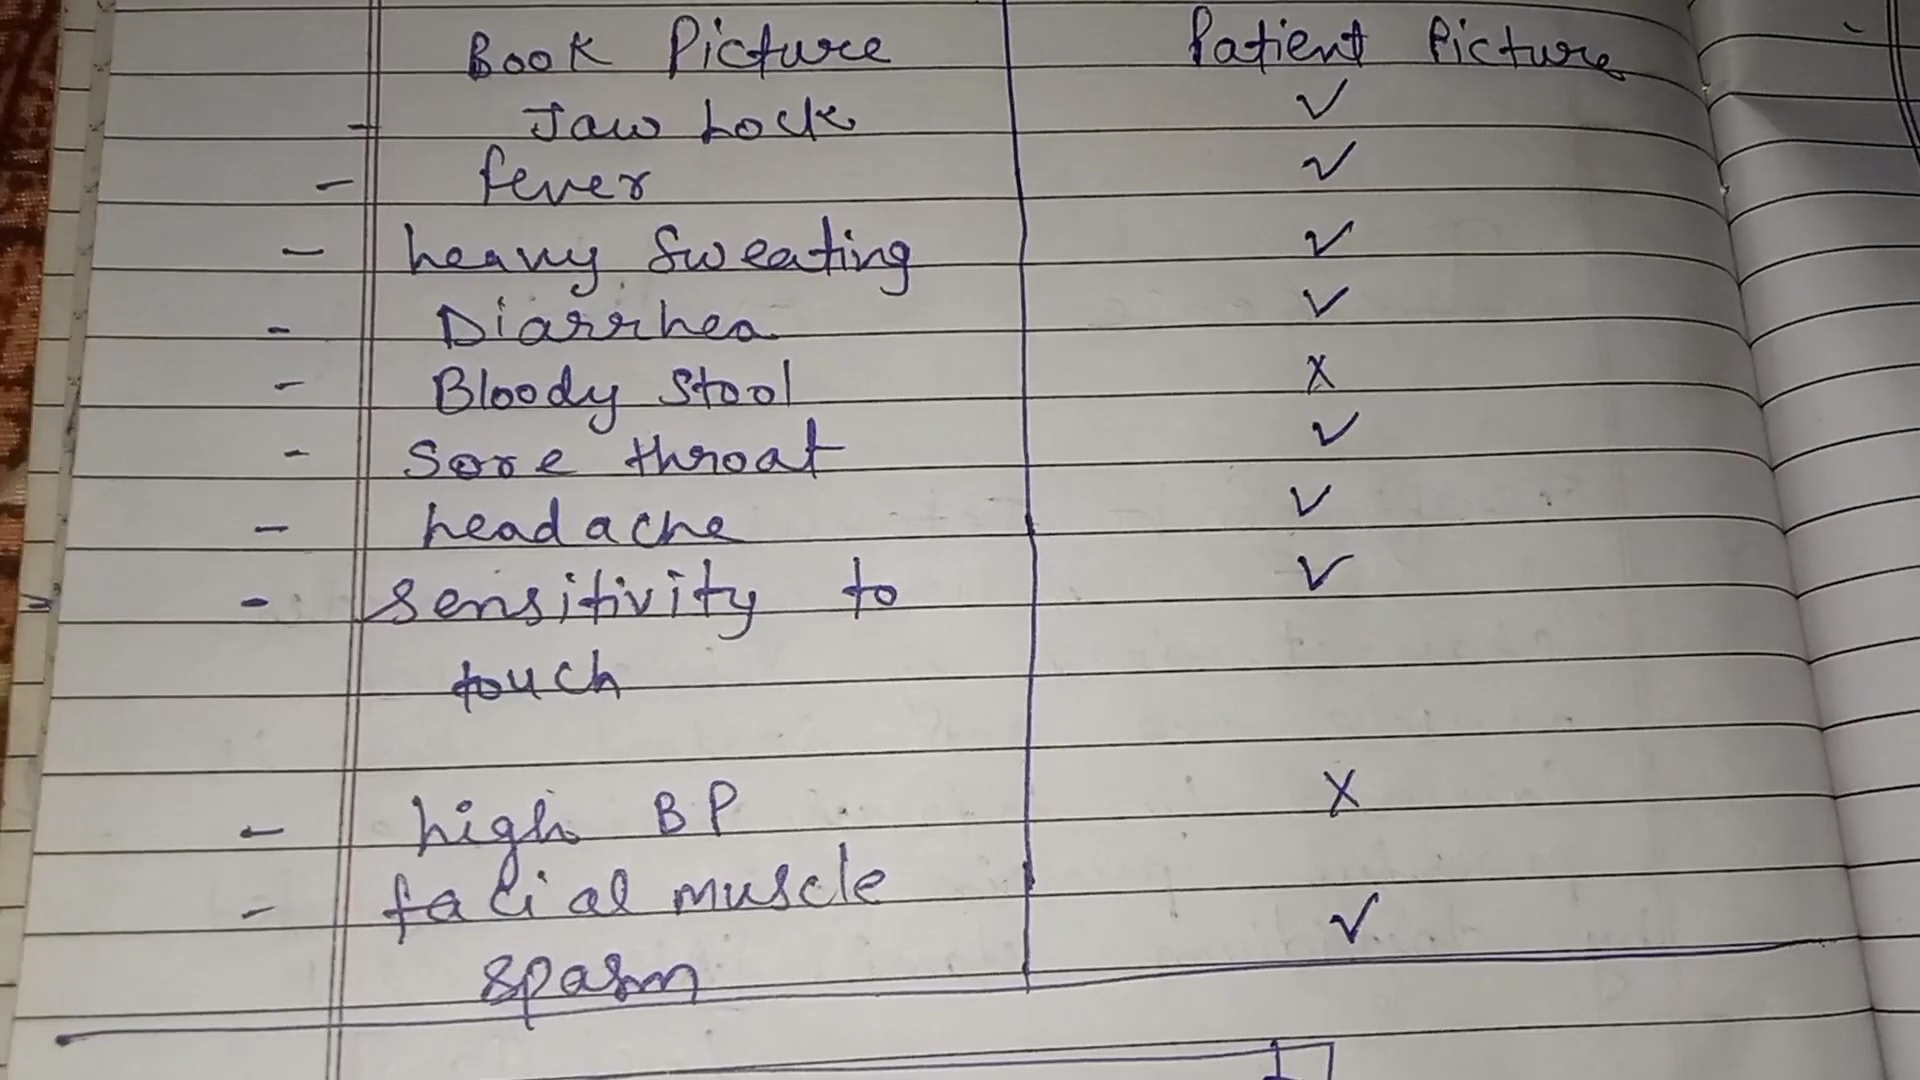 Book Picture Patient Picture
- Jaw Lock ✓
- fever ✓
- heavy Sweating ✓
- Diarrhea ✓
- Bloody Stool X
- Sore throat ✓
- headache ✓
- sensitivity to ✓
touch
- high BP X
- facial muscle
spasm ✓